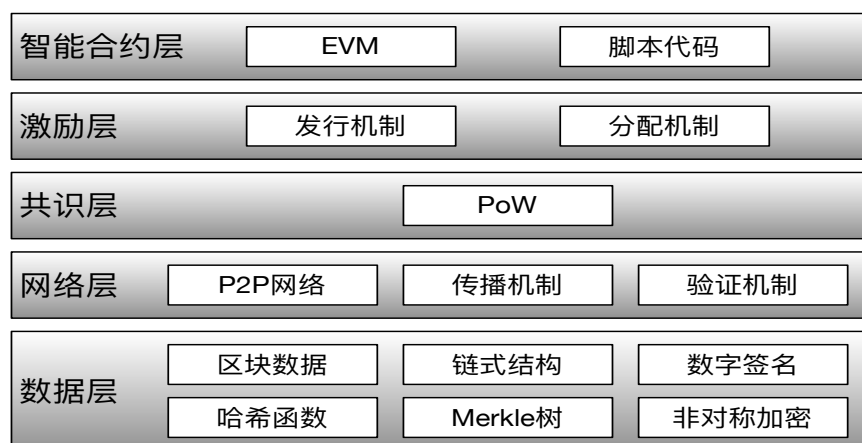 智能合约层 EVM 脚本代码
激励层 发行机制 分配机制
共识层 PoW
网络层 P2P网络 传播机制 验证机制
数据层
区块数据 链式结构 数字签名
哈希函数 Merkle树 非对称加密